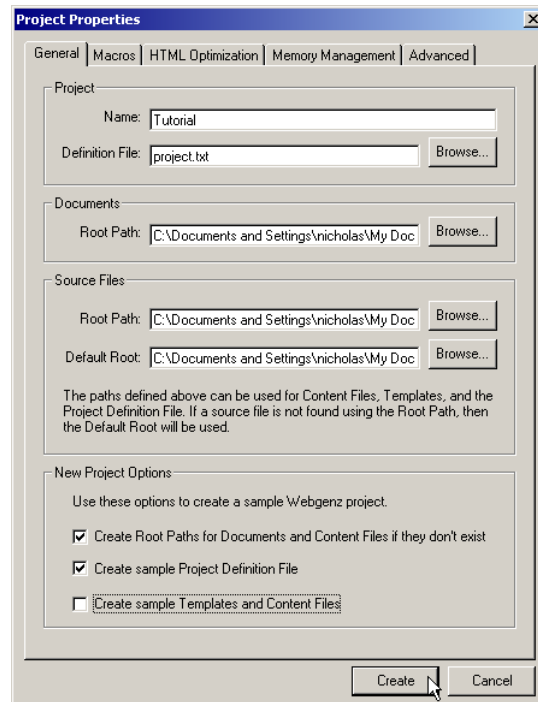 Project Properties
General Macros HTML Optimization Memory Management Advanced
Project
Name: Tutorial
Definition File: project.txt Browse...
Documents
Root Path: C:\Documents and Settings\nicholas\My Doc Browse...
Source Files
Root Path: C:\Documents and Settings\nicholas\My Doc Browse...
Default Root: C:\Documents and Settings\nicholas\My Doc Browse...
The paths defined above can be used for Content Files, Templates, and the
Project Definition File. If a source file is not found using the Root Path, then
the Default Root will be used.
New Project Options
Use these options to create a sample Webgenz project.
Create Root Paths for Documents and Content Files if they don't exist
Create sample Project Definition File
Create sample Templates and Content Files
Create Cancel